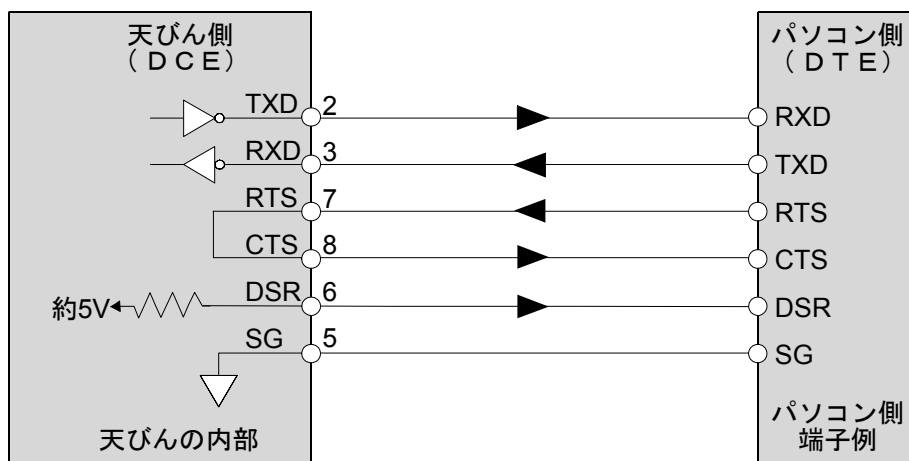 天びん側
(DCE)
パソコン側
(DTE)
TXD 2 RXD
RXD 3 TXD
RTS 7 RTS
CTS 8 CTS
約5V DSR 6 DSR
SG 5 SG
天びんの内部
パソコン側
端子例